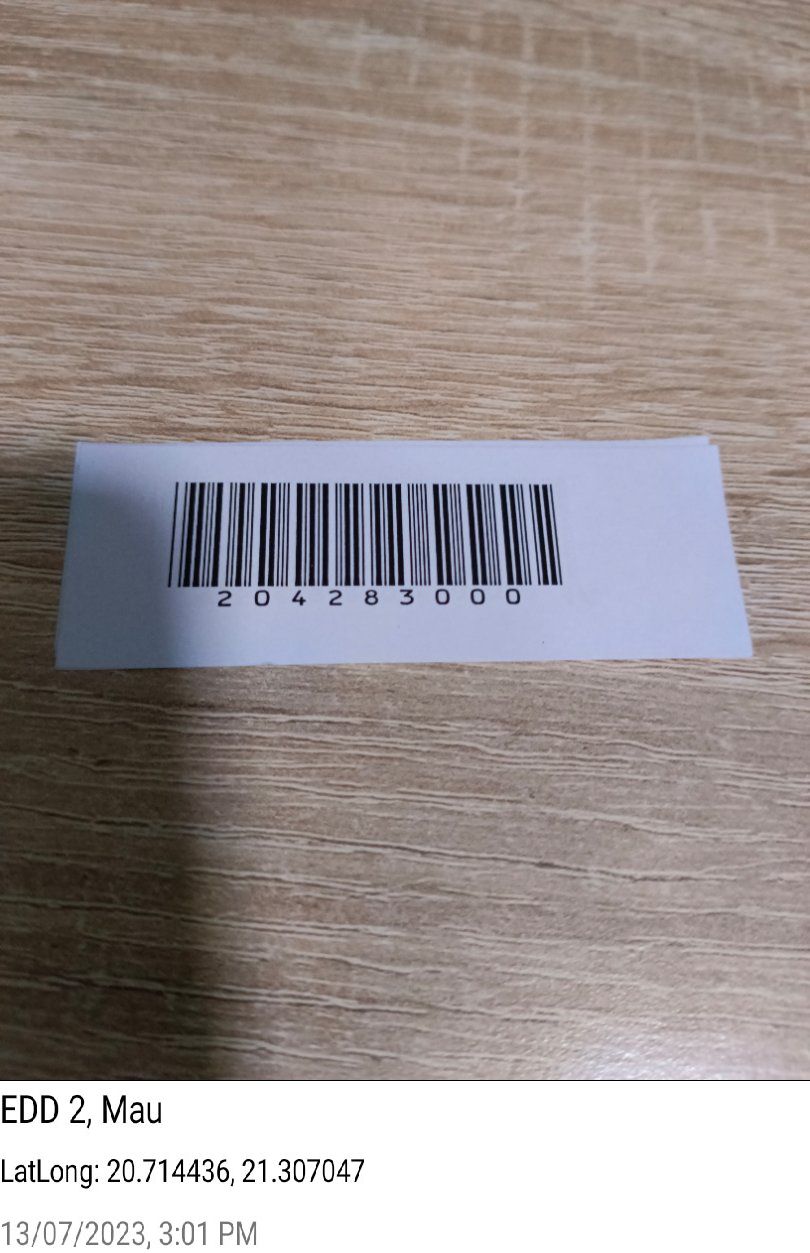 204283000
EDD 2, Mau
LatLong: 20.714436, 21.307047
13/07/2023, 3:01 PM